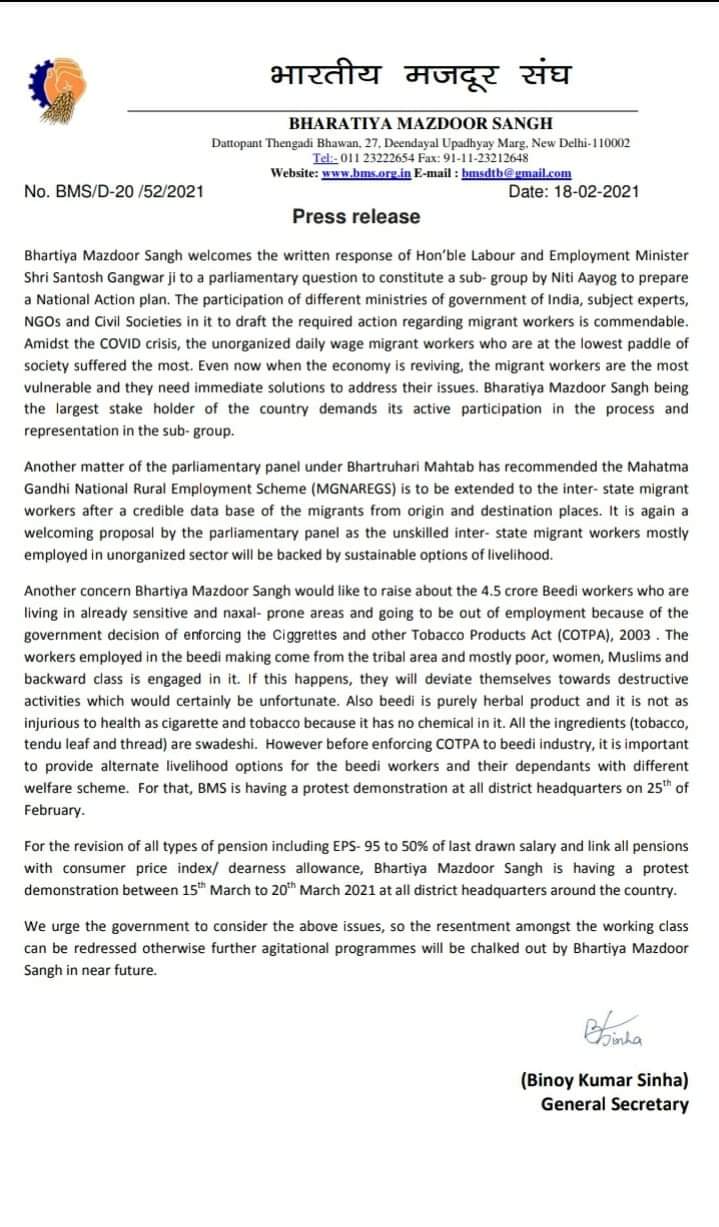 भारतीय मजदूर संघ
BHARATIYA MAZDOOR SANGH
Dattopant Thengadi Bhawan, 27, Deendayal Upadhyay Marg, New Delhi-110002
Tel:- 011 23222654 Fax: 91-11-23212648
Website: www.bms.org.in E-mail : bmsdtb@gmail.com
No. BMS/D-20 /52/2021 Date: 18-02-2021
Press release
Bhartiya Mazdoor Sangh welcomes the written response of Hon'ble Labour and Employment Minister
Shri Santosh Gangwar ji to a parliamentary question to constitute a sub- group by Niti Aayog to prepare
a National Action plan. The participation of different ministries of government of India, subject experts,
NGOs and Civil Societies in it to draft the required action regarding migrant workers is commendable.
Amidst the COVID crisis, the unorganized daily wage migrant workers who are at the lowest paddle of
society suffered the most. Even now when the economy is reviving, the migrant workers are the most
vulnerable and they need immediate solutions to address their issues. Bharatiya Mazdoor Sangh being
the largest stake holder of the country demands its active participation in the process and
representation in the sub- group.
Another matter of the parliamentary panel under Bhartruhari Mahtab has recommended the Mahatma
Gandhi National Rural Employment Scheme (MGNAREGS) is to be extended to the inter- state migrant
workers after a credible data base of the migrants from origin and destination places. It is again a
welcoming proposal by the parliamentary panel as the unskilled inter- state migrant workers mostly
employed in unorganized sector will be backed by sustainable options of livelihood.
Another concern Bhartiya Mazdoor Sangh would like to raise about the 4.5 crore Beedi workers who are
living in already sensitive and naxal- prone areas and going to be out of employment because of the
government decision of enforcing the Ciggrettes and other Tobacco Products Act (COTPA), 2003 . The
workers employed in the beedi making come from the tribal area and mostly poor, women, Muslims and
backward class is engaged in it. If this happens, they will deviate themselves towards destructive
activities which would certainly be unfortunate. Also beedi is purely herbal product and it is not as
injurious to health as cigarette and tobacco because it has no chemical in it. All the ingredients (tobacco,
tendu leaf and thread) are swadeshi. However before enforcing COTPA to beedi industry, it is important
to provide alternate livelihood options for the beedi workers and their dependants with different
welfare scheme. For that, BMS is having a protest demonstration at all district headquarters on 25th of
February.
For the revision of all types of pension including EPS- 95 to 50% of last drawn salary and link all pensions
with consumer price index/ dearness allowance, Bhartiya Mazdoor Sangh is having a protest
demonstration between 15th March to 20th March 2021 at all district headquarters around the country.
We urge the government to consider the above issues, so the resentment amongst the working class
can be redressed otherwise further agitational programmes will be chalked out by Bhartiya Mazdoor
Sangh in near future.
BSinha
(Binoy Kumar Sinha)
General Secretary